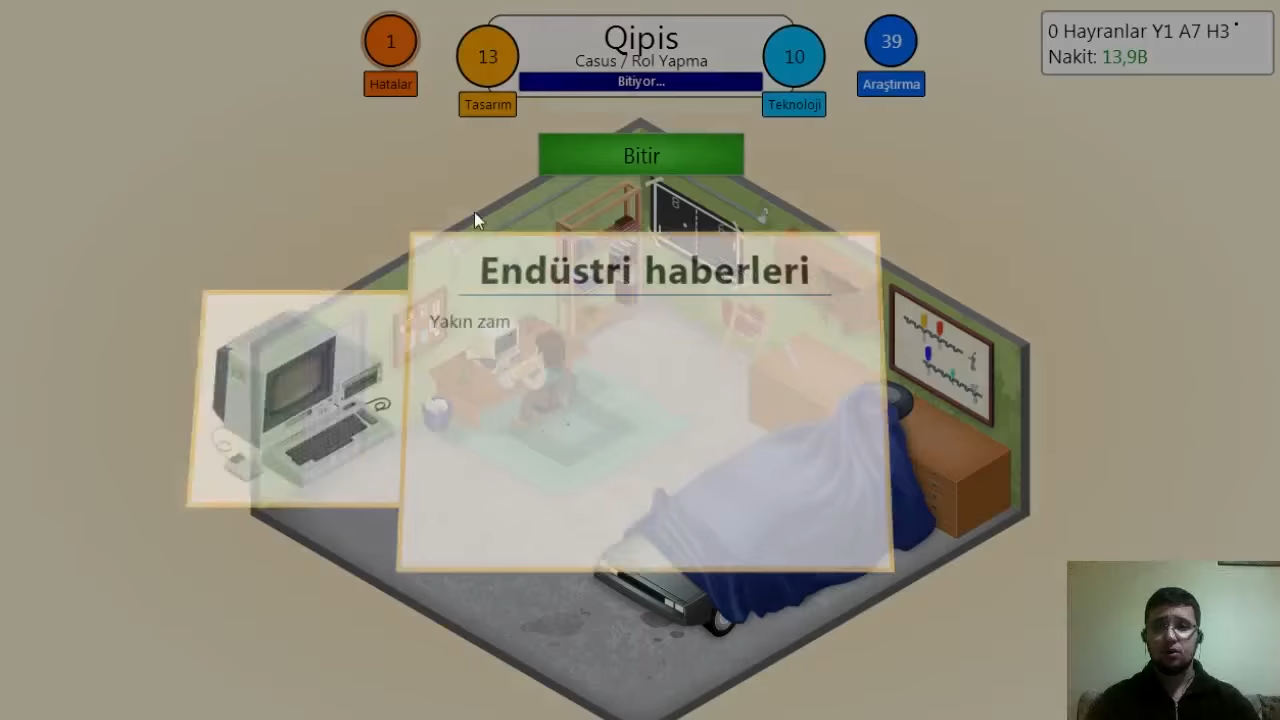 1
Hatalar
13
Tasarım
Qipis
Casus / Rol Yapma
Bitiyor...
10
Teknoloji
39
Araştırma
0 Hayranlar Y1 A7 H3
Nakit: 13,9B
Bitir
Endüstri haberleri
Yakın zam